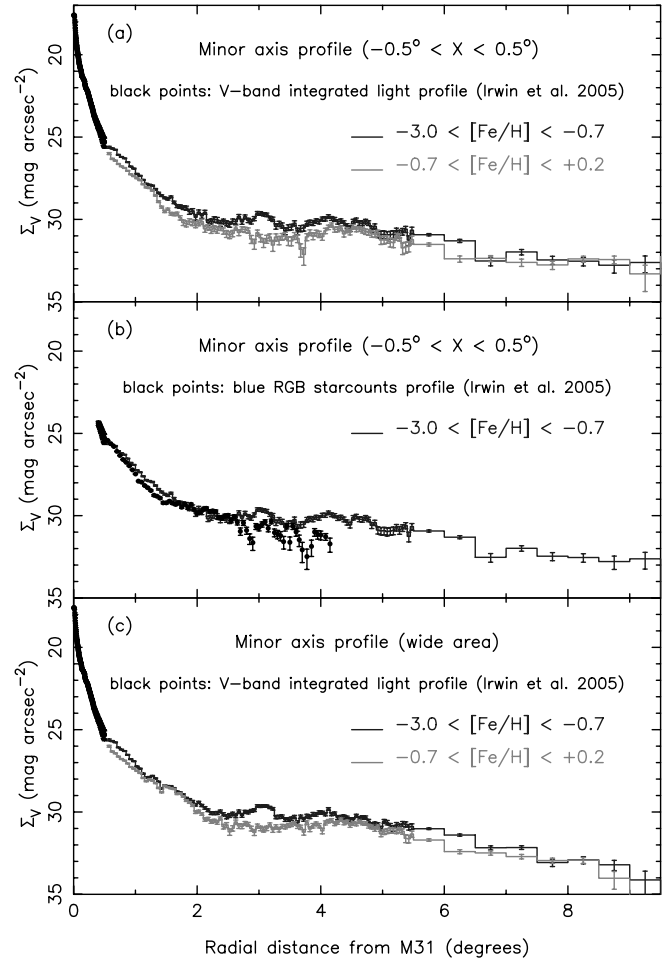 (a)
Minor axis profile (−0.5° < X < 0.5°)
black points: V−band integrated light profile (Irwin et al. 2005)
−3.0 < [Fe/H] < −0.7
−0.7 < [Fe/H] < +0.2
20
25
30
35
Σ_V (mag arcsec⁻²)
(b)
Minor axis profile (−0.5° < X < 0.5°)
black points: blue RGB starcounts profile (Irwin et al. 2005)
−3.0 < [Fe/H] < −0.7
20
25
30
35
Σ_V (mag arcsec⁻²)
(c)
Minor axis profile (wide area)
black points: V−band integrated light profile (Irwin et al. 2005)
−3.0 < [Fe/H] < −0.7
−0.7 < [Fe/H] < +0.2
20
25
30
35
Σ_V (mag arcsec⁻²)
0 2 4 6 8
Radial distance from M31 (degrees)